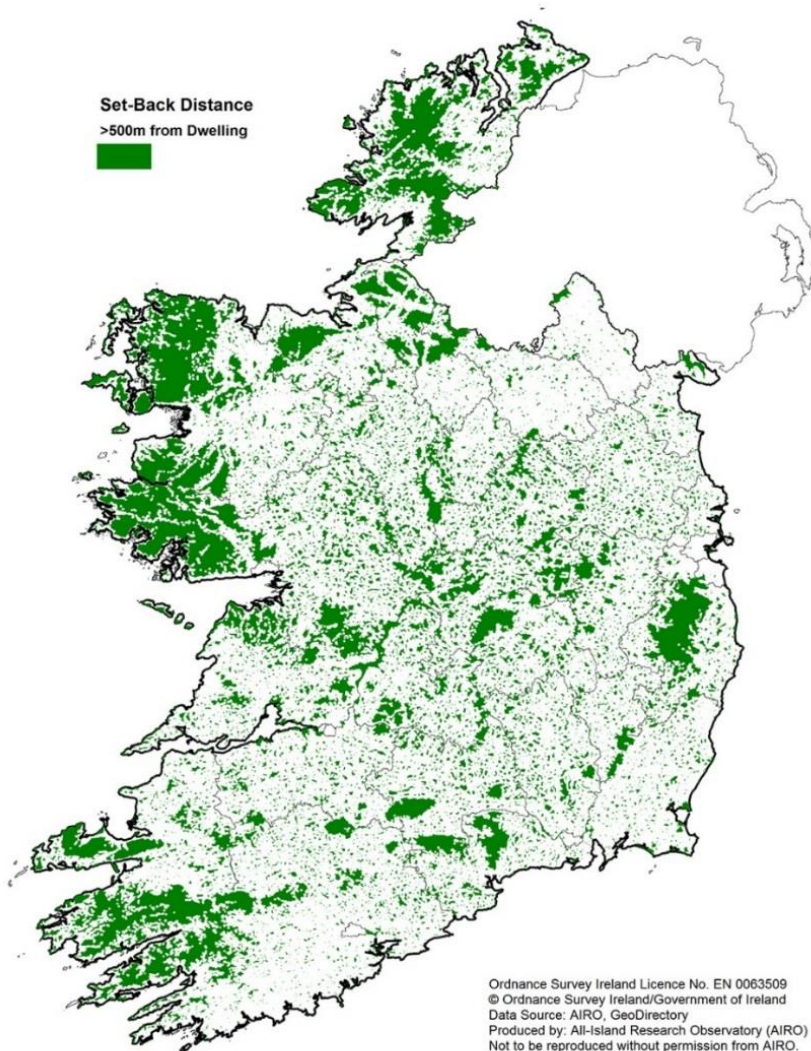 Set-Back Distance
>500m from Dwelling
Ordnance Survey Ireland Licence No. EN 0063509
© Ordnance Survey Ireland/Government of Ireland
Data Source: AIRO, GeoDirectory
Produced by: All-Island Research Observatory (AIRO)
Not to be reproduced without permission from AIRO.